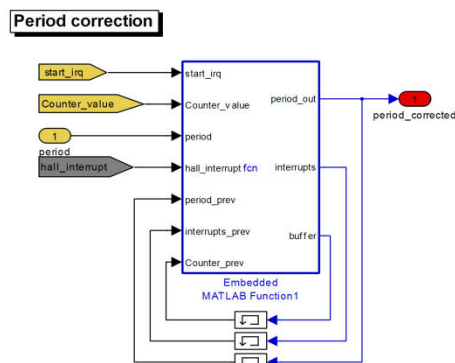 Period correction
start_irq
Counter_value
1
period
hall_interrupt
start_irq
Counter_value
period
hall_interrupt fcn
period_prev
interrupts_prev
Counter_prev
period_out
interrupts
buffer
1
period_corrected
Embedded
MATLAB Function1